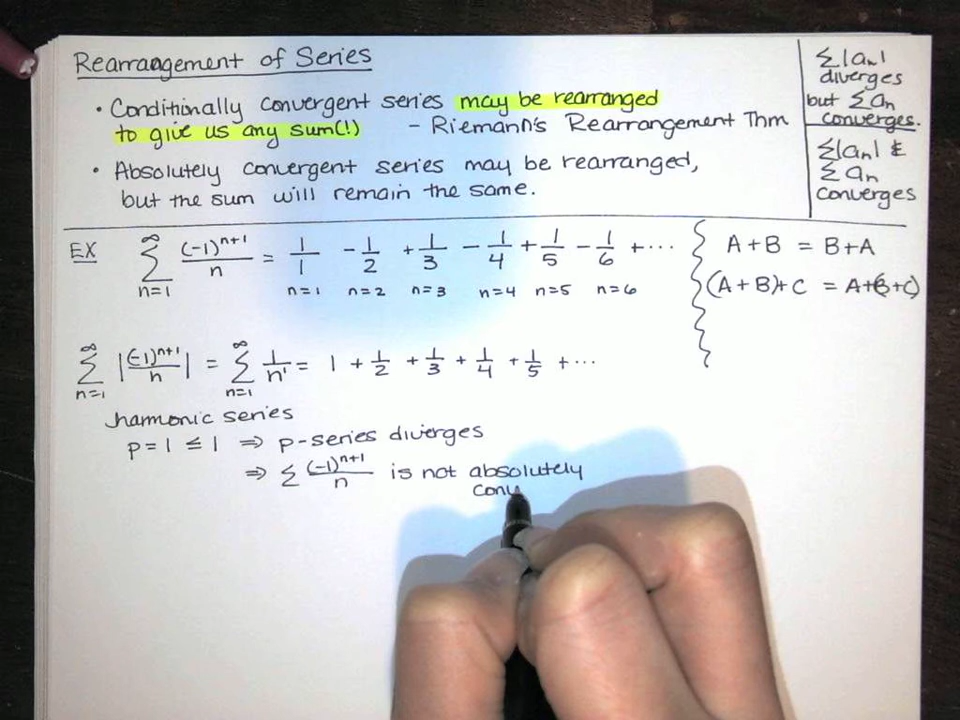 Rearrangement of Series
• Conditionally convergent series may be rearranged
to give us any sum(!) - Riemann's Rearrangement Thm
• Absolutely convergent series may be rearranged,
but the sum will remain the same.
Σ|aₙ|
diverges
but Σaₙ
converges.
Σ|aₙ| &
Σaₙ
converges
EX ∞Σn=1 (-1)ⁿ⁺¹/n = 1/1 - 1/2 + 1/3 - 1/4 + 1/5 - 1/6 + ···
n=1 n=2 n=3 n=4 n=5 n=6
A+B = B+A
(A+B)+C = A+(B+C)
∞Σn=1 |(-1)ⁿ⁺¹/n| = ∞Σn=1 1/n¹ = 1 + 1/2 + 1/3 + 1/4 + 1/5 + ···
harmonic series
p=1 ≤ 1 ⇒ p-series diverges
⇒ Σ (-1)ⁿ⁺¹/n is not absolutely
conv